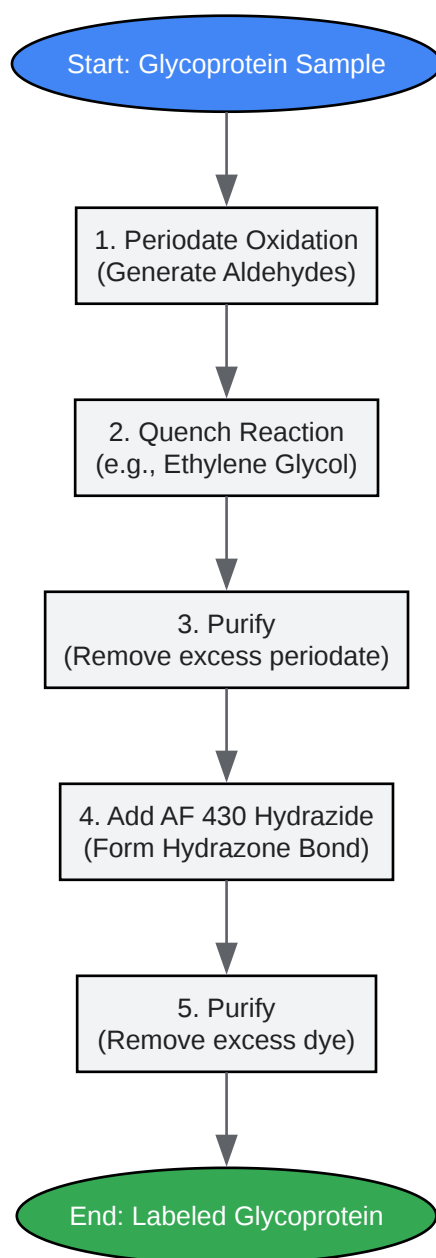 Start: Glycoprotein Sample
1. Periodate Oxidation
(Generate Aldehydes)
2. Quench Reaction
(e.g., Ethylene Glycol)
3. Purify
(Remove excess periodate)
4. Add AF 430 Hydrazide
(Form Hydrazone Bond)
5. Purify
(Remove excess dye)
End: Labeled Glycoprotein